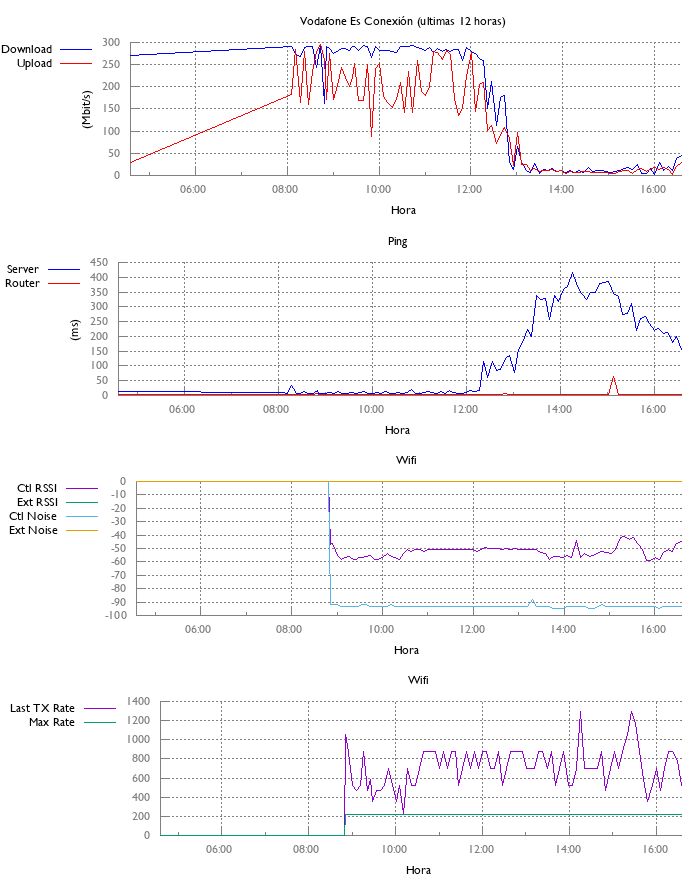 Vodafone Es Conexión (ultimas 12 horas)
Download
Upload
300
250
200
150
100
50
0
(Mbit/s)
06:00 08:00 10:00 12:00 14:00 16:00
Hora
Ping
Server
Router
450
400
350
300
250
200
150
100
50
0
(ms)
06:00 08:00 10:00 12:00 14:00 16:00
Hora
Wifi
Ctl RSSI
Ext RSSI
Ctl Noise
Ext Noise
0
-10
-20
-30
-40
-50
-60
-70
-80
-90
-100
06:00 08:00 10:00 12:00 14:00 16:00
Hora
Wifi
Last TX Rate
Max Rate
1400
1200
1000
800
600
400
200
0
06:00 08:00 10:00 12:00 14:00 16:00
Hora